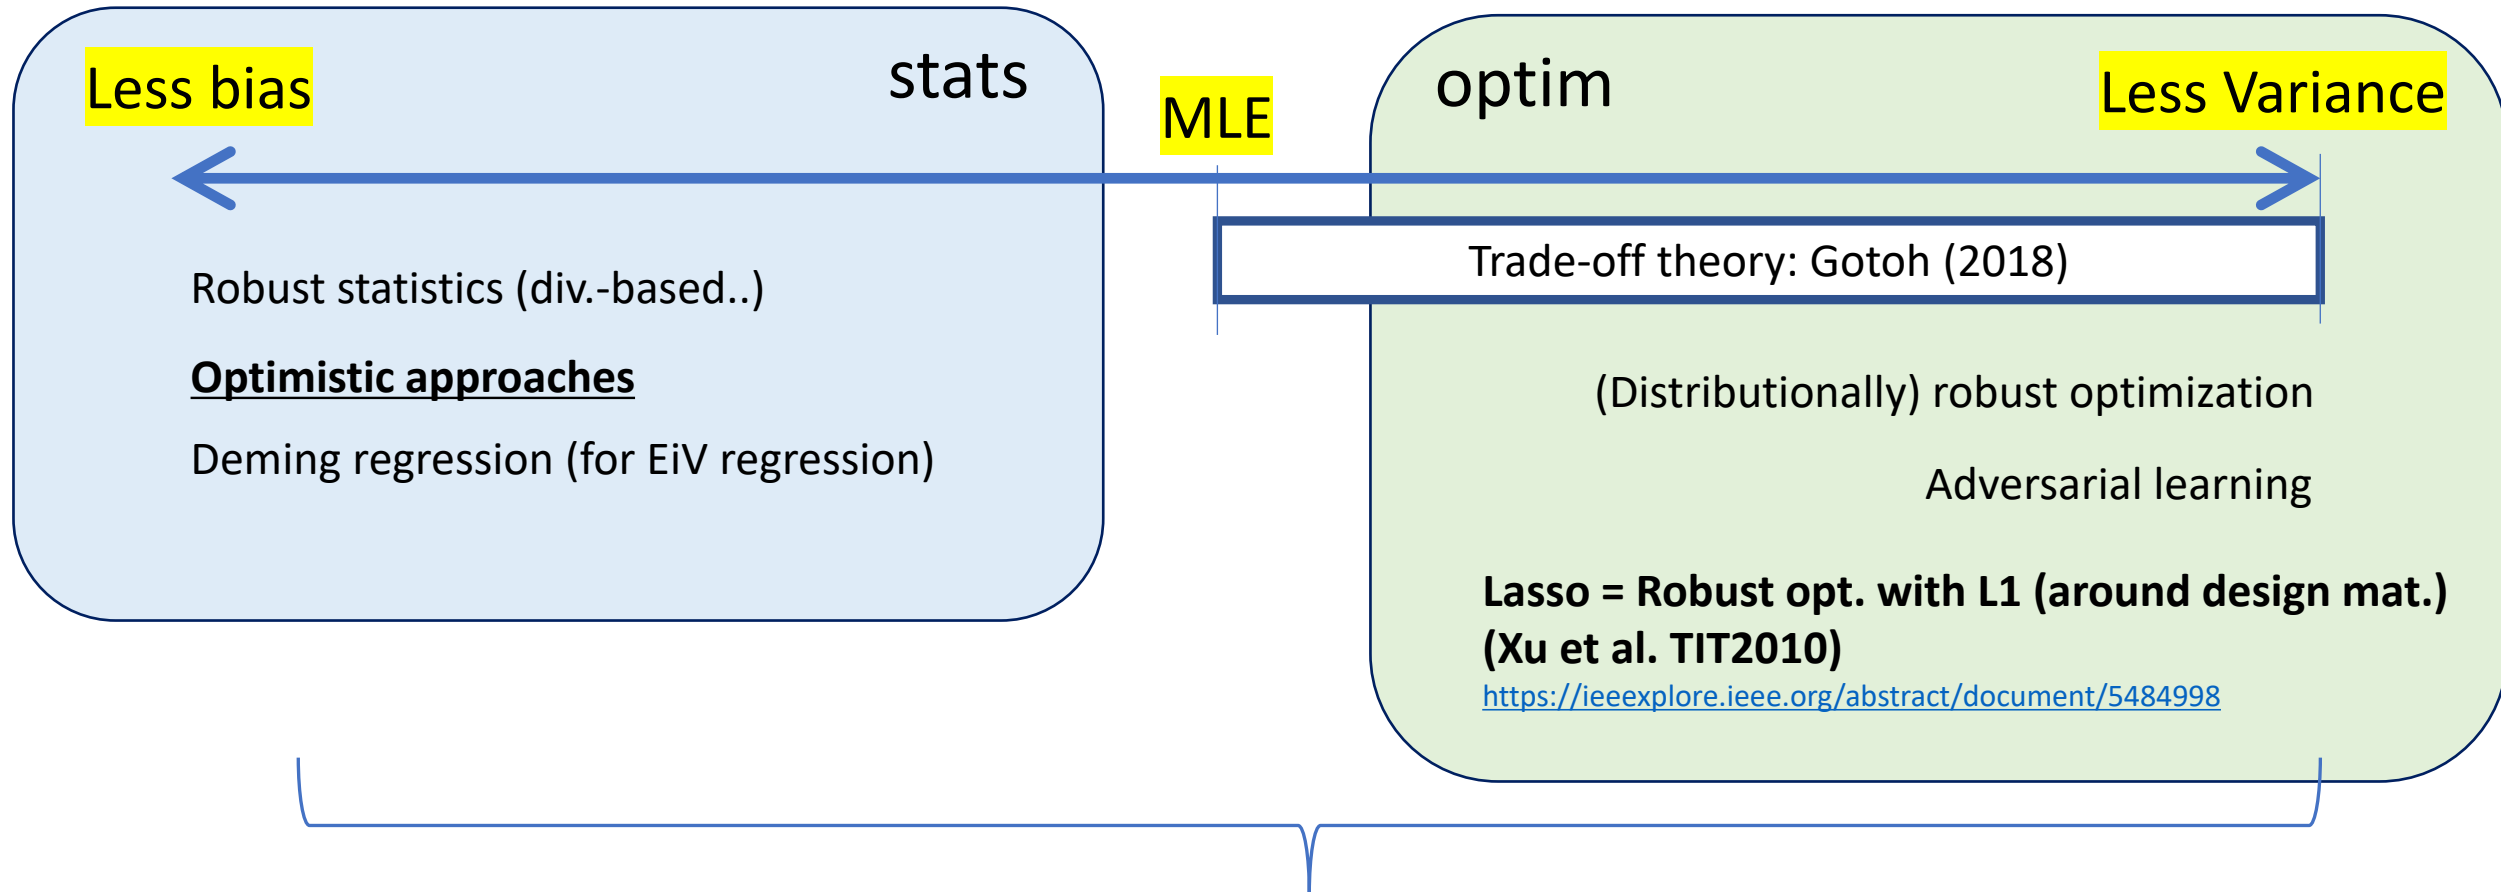 Less bias
stats
MLE
optim
Less Variance
Robust statistics (div.-based..)
Optimistic approaches
Deming regression (for EiV regression)
Trade-off theory: Gotoh (2018)
(Distributionally) robust optimization
Adversarial learning
Lasso = Robust opt. with L1 (around design mat.)
(Xu et al. TIT2010)
https://ieeexplore.ieee.org/abstract/document/5484998